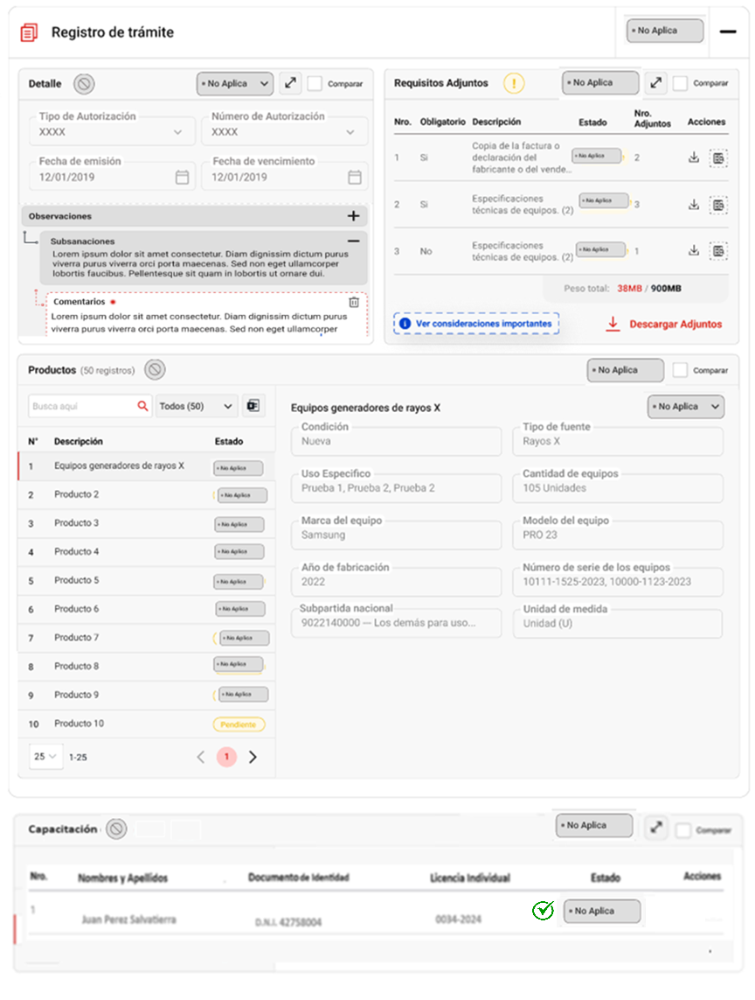 Registro de trámite
No Aplica
Detalle
No Aplica
Comparar
Tipo de Autorización
XXXX
Número de Autorización
XXXX
Fecha de emisión
12/01/2019
Fecha de vencimiento
12/01/2019
Observaciones
Subsanaciones
Lorem ipsum dolor sit amet consectetur. Diam dignissim dictum purus
viverra purus viverra orci porta maecenas. Sed non eget ullamcorper
lobortis faucibus. Pellentesque sit quam in lobortis ut ornare dui.
Comentarios
Lorem ipsum dolor sit amet consectetur. Diam dignissim dictum purus
viverra purus viverra orci porta maecenas. Sed non eget ullamcorper
Requisitos Adjuntos
No Aplica
Comparar
Nro. Obligatorio Descripción Estado Nro. Adjuntos Acciones
1 Si Copia de la factura o
declaración del
fabricante o del vende... No Aplica 2
2 Si Especificaciones
técnicas de equipos. (2) No Aplica 3
3 No Especificaciones
técnicas de equipos. (2) No Aplica 1
Peso total: 38MB / 900MB
Ver consideraciones importantes
Descargar Adjuntos
Productos (50 registros)
No Aplica
Comparar
Busca aquí
Todos (50)
N° Descripción Estado
1 Equipos generadores de rayos X No Aplica
2 Producto 2 No Aplica
3 Producto 3 No Aplica
4 Producto 4 No Aplica
5 Producto 5 No Aplica
6 Producto 6 No Aplica
7 Producto 7 No Aplica
8 Producto 8 No Aplica
9 Producto 9 No Aplica
10 Producto 10 Pendiente
25 1-25
1
Equipos generadores de rayos X
No Aplica
Condición
Nueva
Tipo de fuente
Rayos X
Uso Especifico
Prueba 1, Prueba 2, Prueba 2
Cantidad de equipos
105 Unidades
Marca del equipo
Samsung
Modelo del equipo
PRO 23
Año de fabricación
2022
Número de serie de los equipos
10111-1525-2023, 10000-1123-2023
Subpartida nacional
9022140000 — Los demás para uso...
Unidad de medida
Unidad (U)
Capacitación
No Aplica
Comparar
Nro. Nombres y Apellidos Documento de Identidad Licencia Individual Estado Acciones
1 Juan Perez Salvatierra D.N.I. 42758004 0034-2024 No Aplica